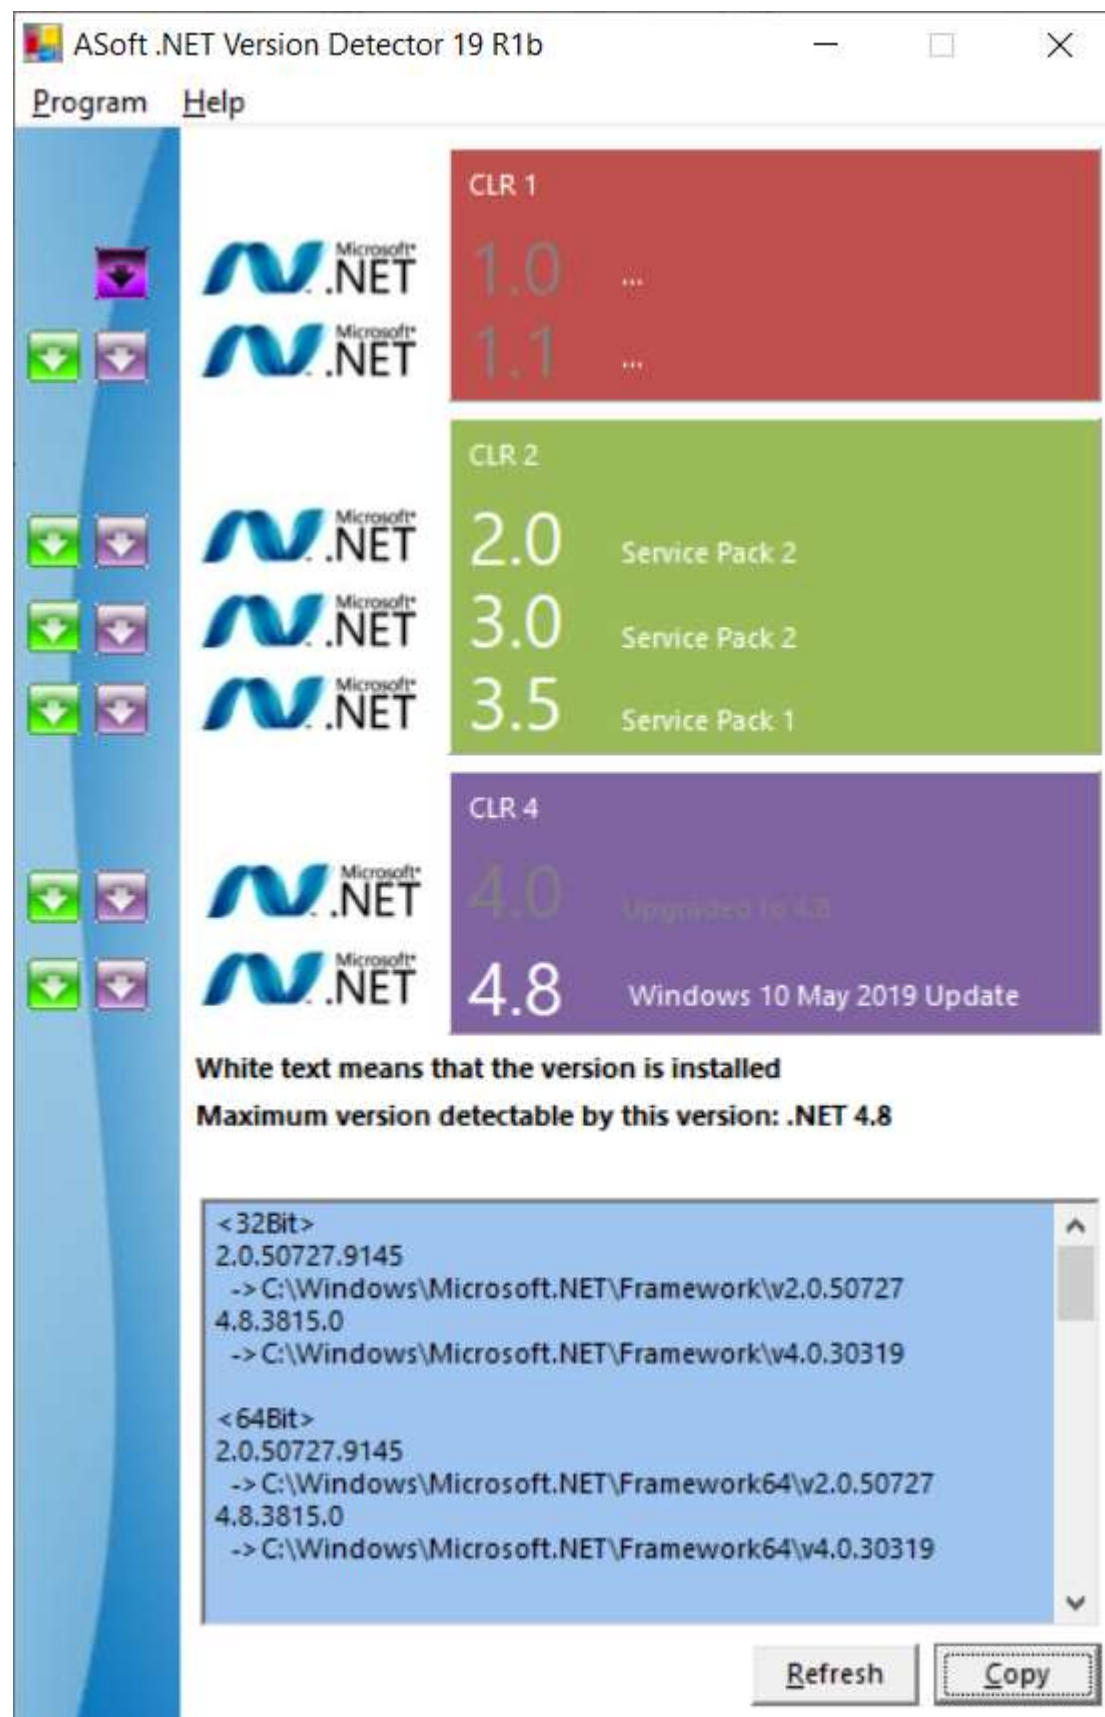 ASoft .NET Version Detector 19 R1b
Program Help
CLR 1
Microsoft®
.NET 1.0 ...
Microsoft®
.NET 1.1 ...
CLR 2
Microsoft®
.NET 2.0 Service Pack 2
Microsoft®
.NET 3.0 Service Pack 2
Microsoft®
.NET 3.5 Service Pack 1
CLR 4
Microsoft®
.NET 4.0 Upgraded to 4.8
Microsoft®
.NET 4.8 Windows 10 May 2019 Update
White text means that the version is installed
Maximum version detectable by this version: .NET 4.8
<32Bit>
2.0.50727.9145
->C:\Windows\Microsoft.NET\Framework\v2.0.50727
4.8.3815.0
->C:\Windows\Microsoft.NET\Framework\v4.0.30319
<64Bit>
2.0.50727.9145
->C:\Windows\Microsoft.NET\Framework64\v2.0.50727
4.8.3815.0
->C:\Windows\Microsoft.NET\Framework64\v4.0.30319
Refresh Copy